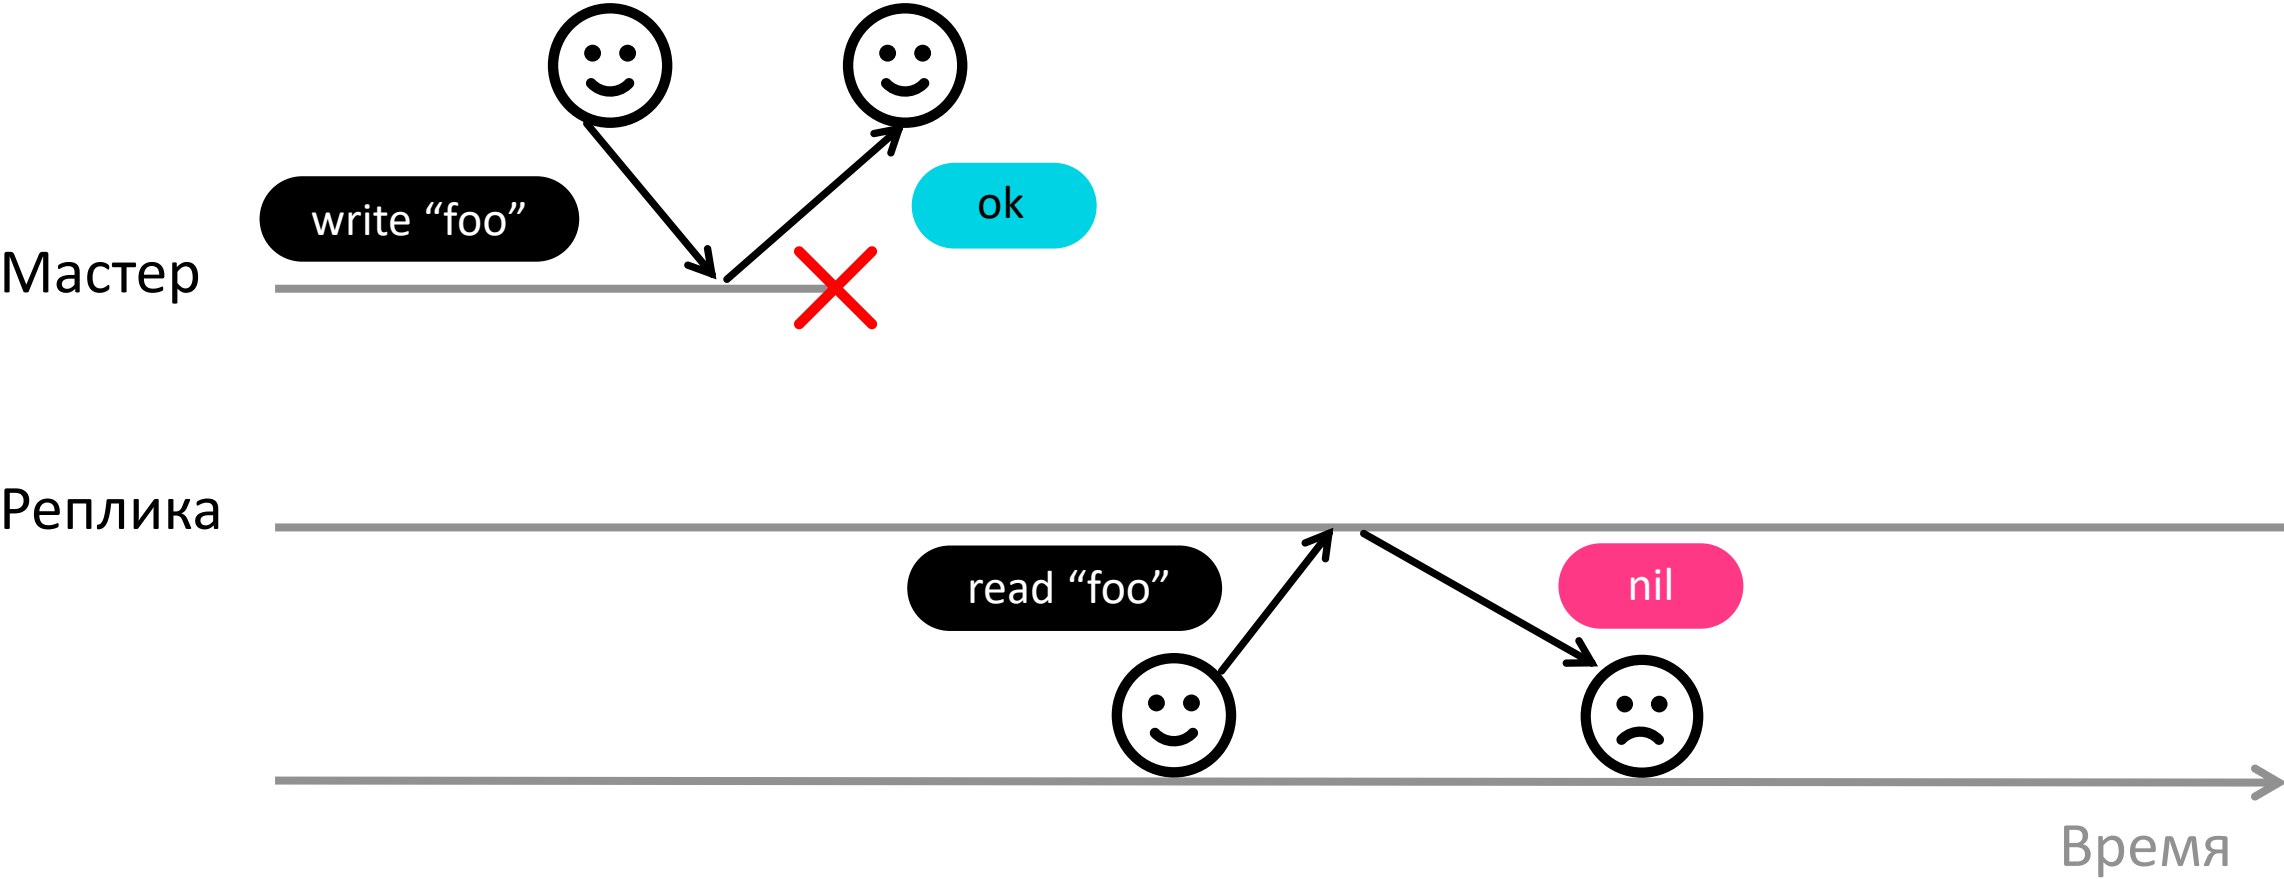 write “foo”
ok
Мастер
Реплика
read “foo”
nil
Время